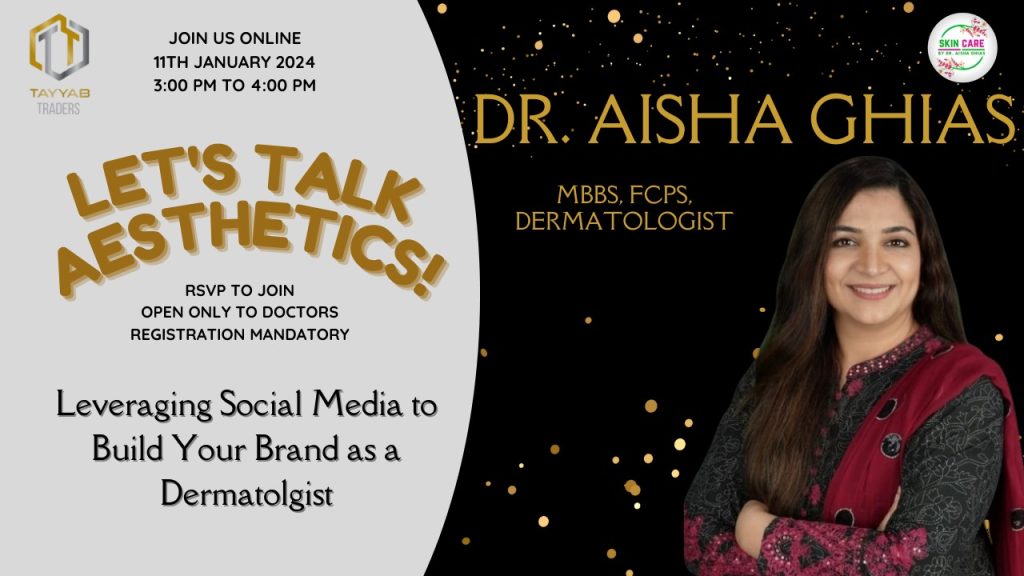 TAYYAB
TRADERS
JOIN US ONLINE
11TH JANUARY 2024
3:00 PM TO 4:00 PM
LET'S TALK
AESTHETICS!
RSVP TO JOIN
OPEN ONLY TO DOCTORS
REGISTRATION MANDATORY
Leveraging Social Media to
Build Your Brand as a
Dermatolgist
SKIN CARE
BY DR. AISHA GHIAS
DR. AISHA GHIAS
MBBS, FCPS,
DERMATOLOGIST